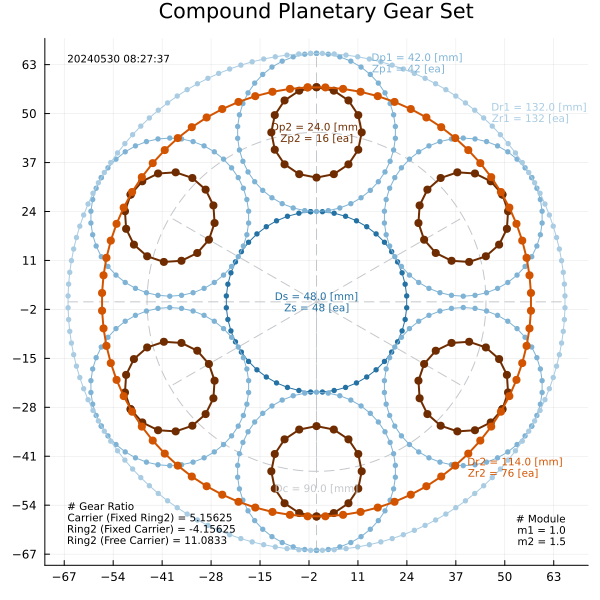 Compound Planetary Gear Set
20240530 08:27:37
Dp1 = 42.0 [mm]
Zp1 = 42 [ea]
Dr1 = 132.0 [mm]
Zr1 = 132 [ea]
Dp2 = 24.0 [mm]
Zp2 = 16 [ea]
Ds = 48.0 [mm]
Zs = 48 [ea]
Dr2 = 114.0 [mm]
Zr2 = 76 [ea]
Dc = 90.0 [mm]
# Gear Ratio
Carrier (Fixed Ring2) = 5.15625
Ring2 (Fixed Carrier) = -4.15625
Ring2 (Free Carrier) = 11.0833
# Module
m1 = 1.0
m2 = 1.5
63
50
37
24
11
−2
−15
−28
−41
−54
−67
−67 −54 −41 −28 −15 −2 11 24 37 50 63